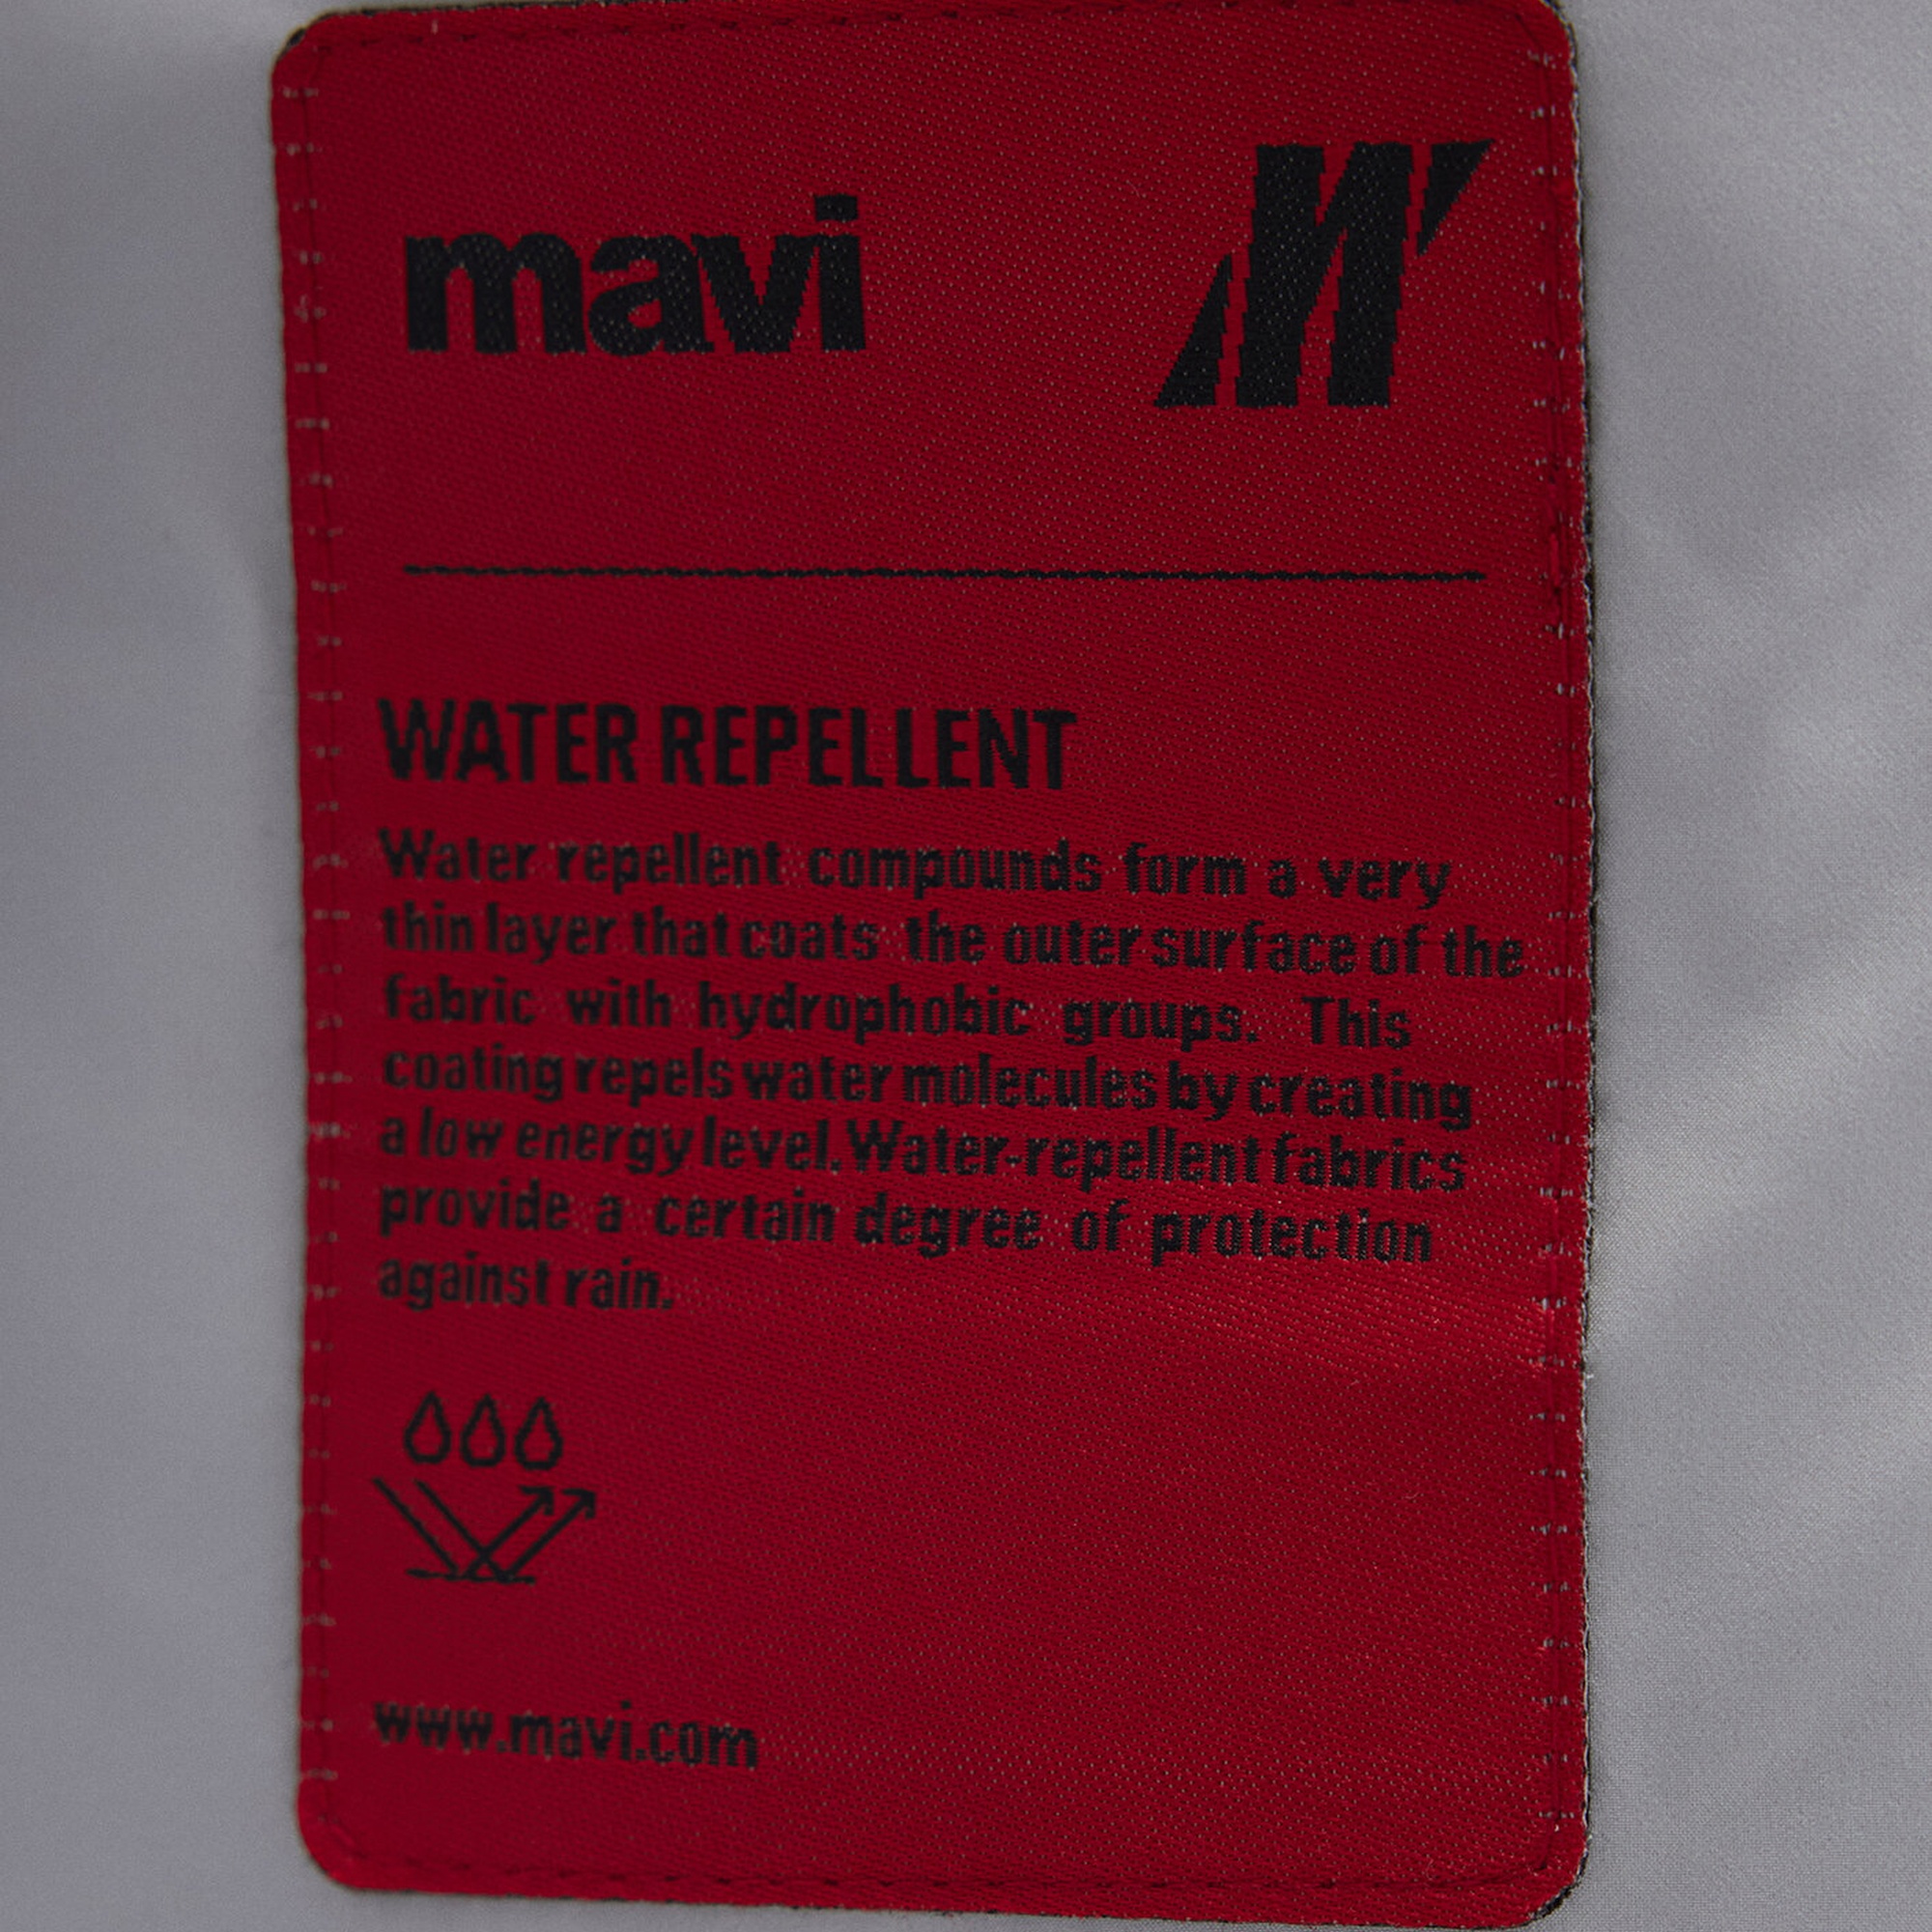 mavi
M
WATER REPELLENT
Water repellent compounds form a very
thin layer that coats the outer surface of the
fabric with hydrophobic groups. This
coating repels water molecules by creating
a low energy level. Water-repellent fabrics
provide a certain degree of protection
against rain.
www.mavi.com